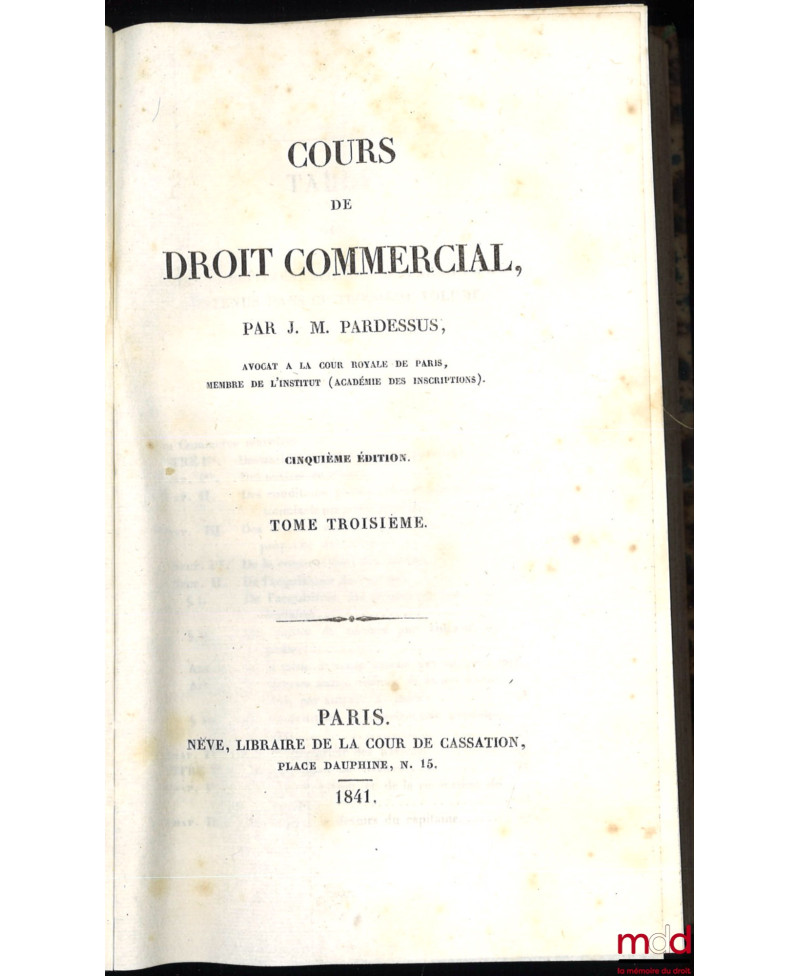 COURS
DE
DROIT COMMERCIAL,
PAR J. M. PARDESSUS,
AVOCAT A LA COUR ROYALE DE PARIS,
MEMBRE DE L'INSTITUT (ACADÉMIE DES INSCRIPTIONS).
CINQUIÈME ÉDITION.
TOME TROISIÈME.
PARIS.
NÈVE, LIBRAIRE DE LA COUR DE CASSATION,
PLACE DAUPHINE, N. 15.
1841.
mdd
la mémoire du droit